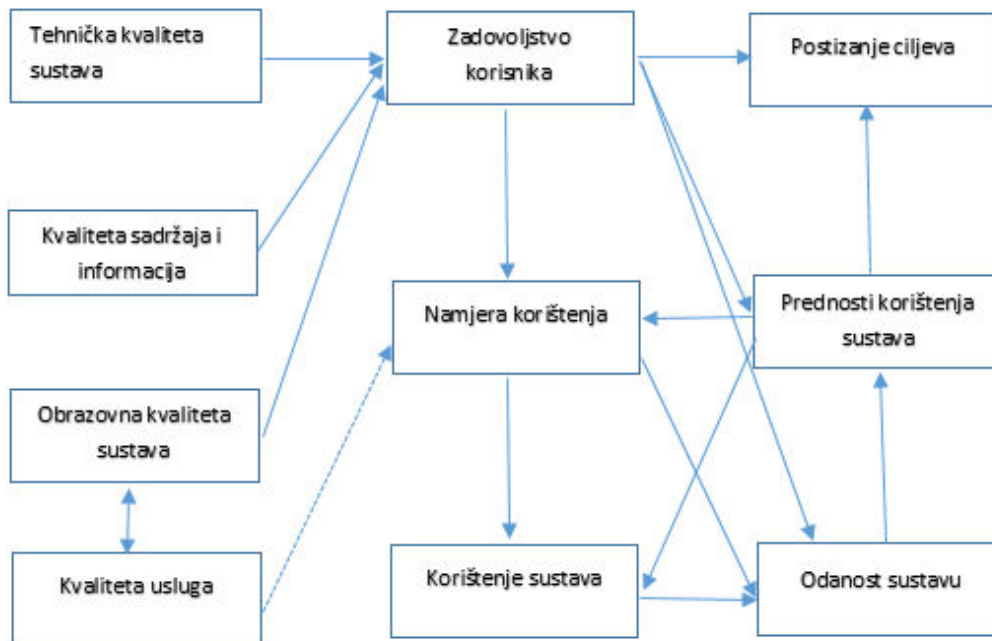 Tehnička kvaliteta
sustava
Zadovoljstvo
korisnika
Postizanje ciljeva
Kvaliteta sadržaja i
informacija
Namjera korištenja
Prednosti korištenja
sustava
Obrazovna kvaliteta
sustava
Kvaliteta usluga
Korištenje sustava
Odanost sustavu